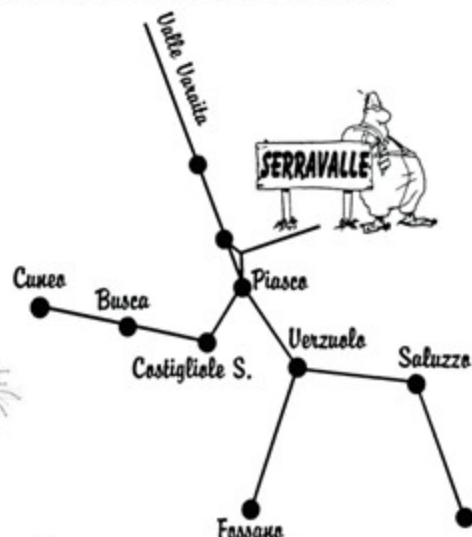 Valle Varaita
SERRAVALLE
Piasco
Cuneo
Busca
Costigliole S.
Verzuolo
Saluzzo
Fossano